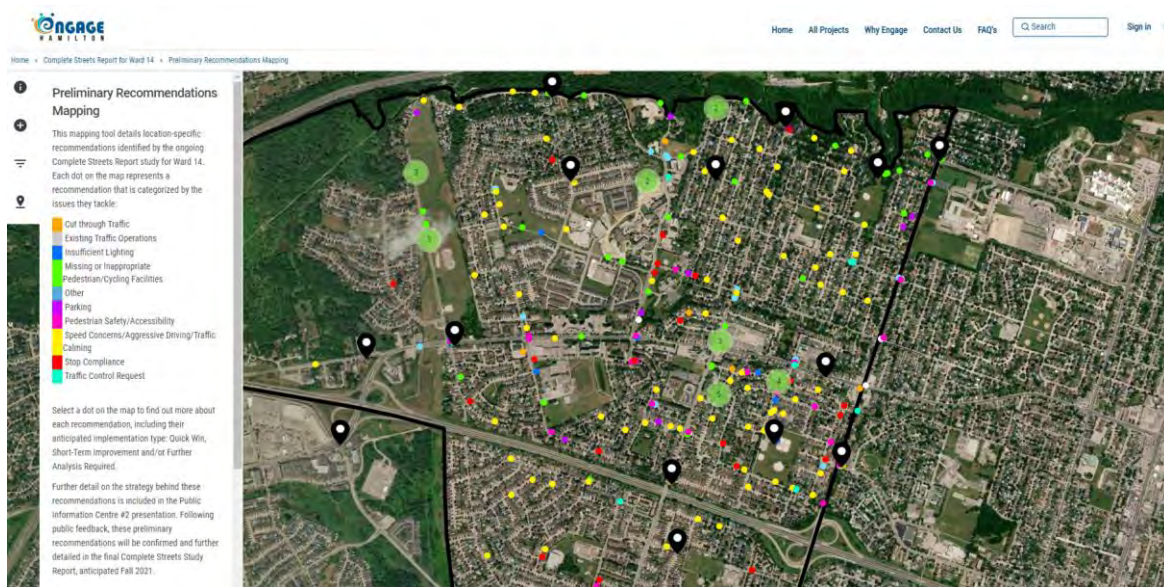 ENGAGE
HAMILTON
Home
All Projects
Why Engage
Contact Us
FAQ's
Search
Sign in
Home › Complete Streets Report for Ward 14 › Preliminary Recommendations Mapping
Preliminary Recommendations
Mapping
This mapping tool details location-specific
recommendations identified by the ongoing
Complete Streets Report study for Ward 14.
Each dot on the map represents a
recommendation that is categorized by the
issues they tackle:
Cut through Traffic
Existing Traffic Operations
Insufficient Lighting
Missing or Inappropriate
Pedestrian/Cycling Facilities
Other
Parking
Pedestrian Safety/Accessibility
Speed Concerns/Aggressive Driving/Traffic
Calming
Stop Compliance
Traffic Control Request
Select a dot on the map to find out more about
each recommendation, including their
anticipated implementation type: Quick Win,
Short-Term Improvement and/or Further
Analysis Required.
Further detail on the strategy behind these
recommendations is included in the Public
Information Centre #2 presentation. Following
public feedback, these preliminary
recommendations will be confirmed and further
detailed in the final Complete Streets Study
Report, anticipated Fall 2021.